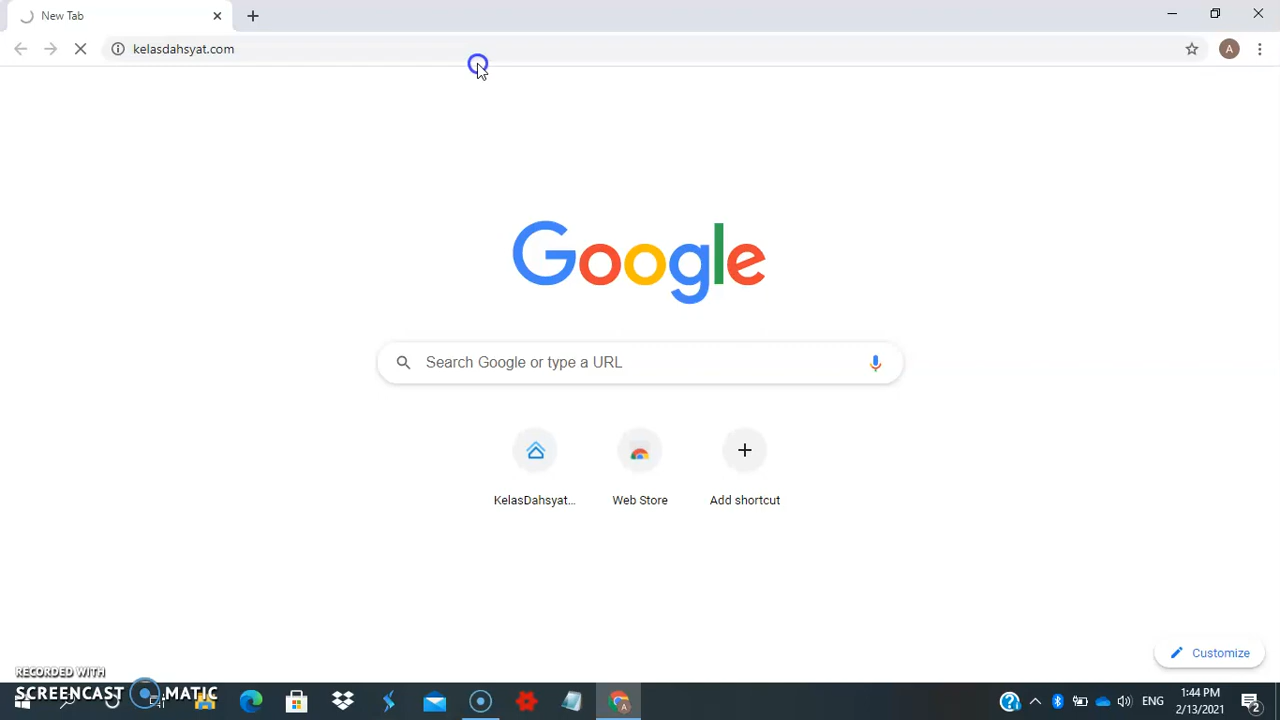 New Tab
kelasdahsyat.com
A
Google
Search Google or type a URL
KelasDahsyat...
Web Store
Add shortcut
Customize
RECORDED WITH
SCREENCAST MATIC
A
ENG
1:44 PM
2/13/2021
2